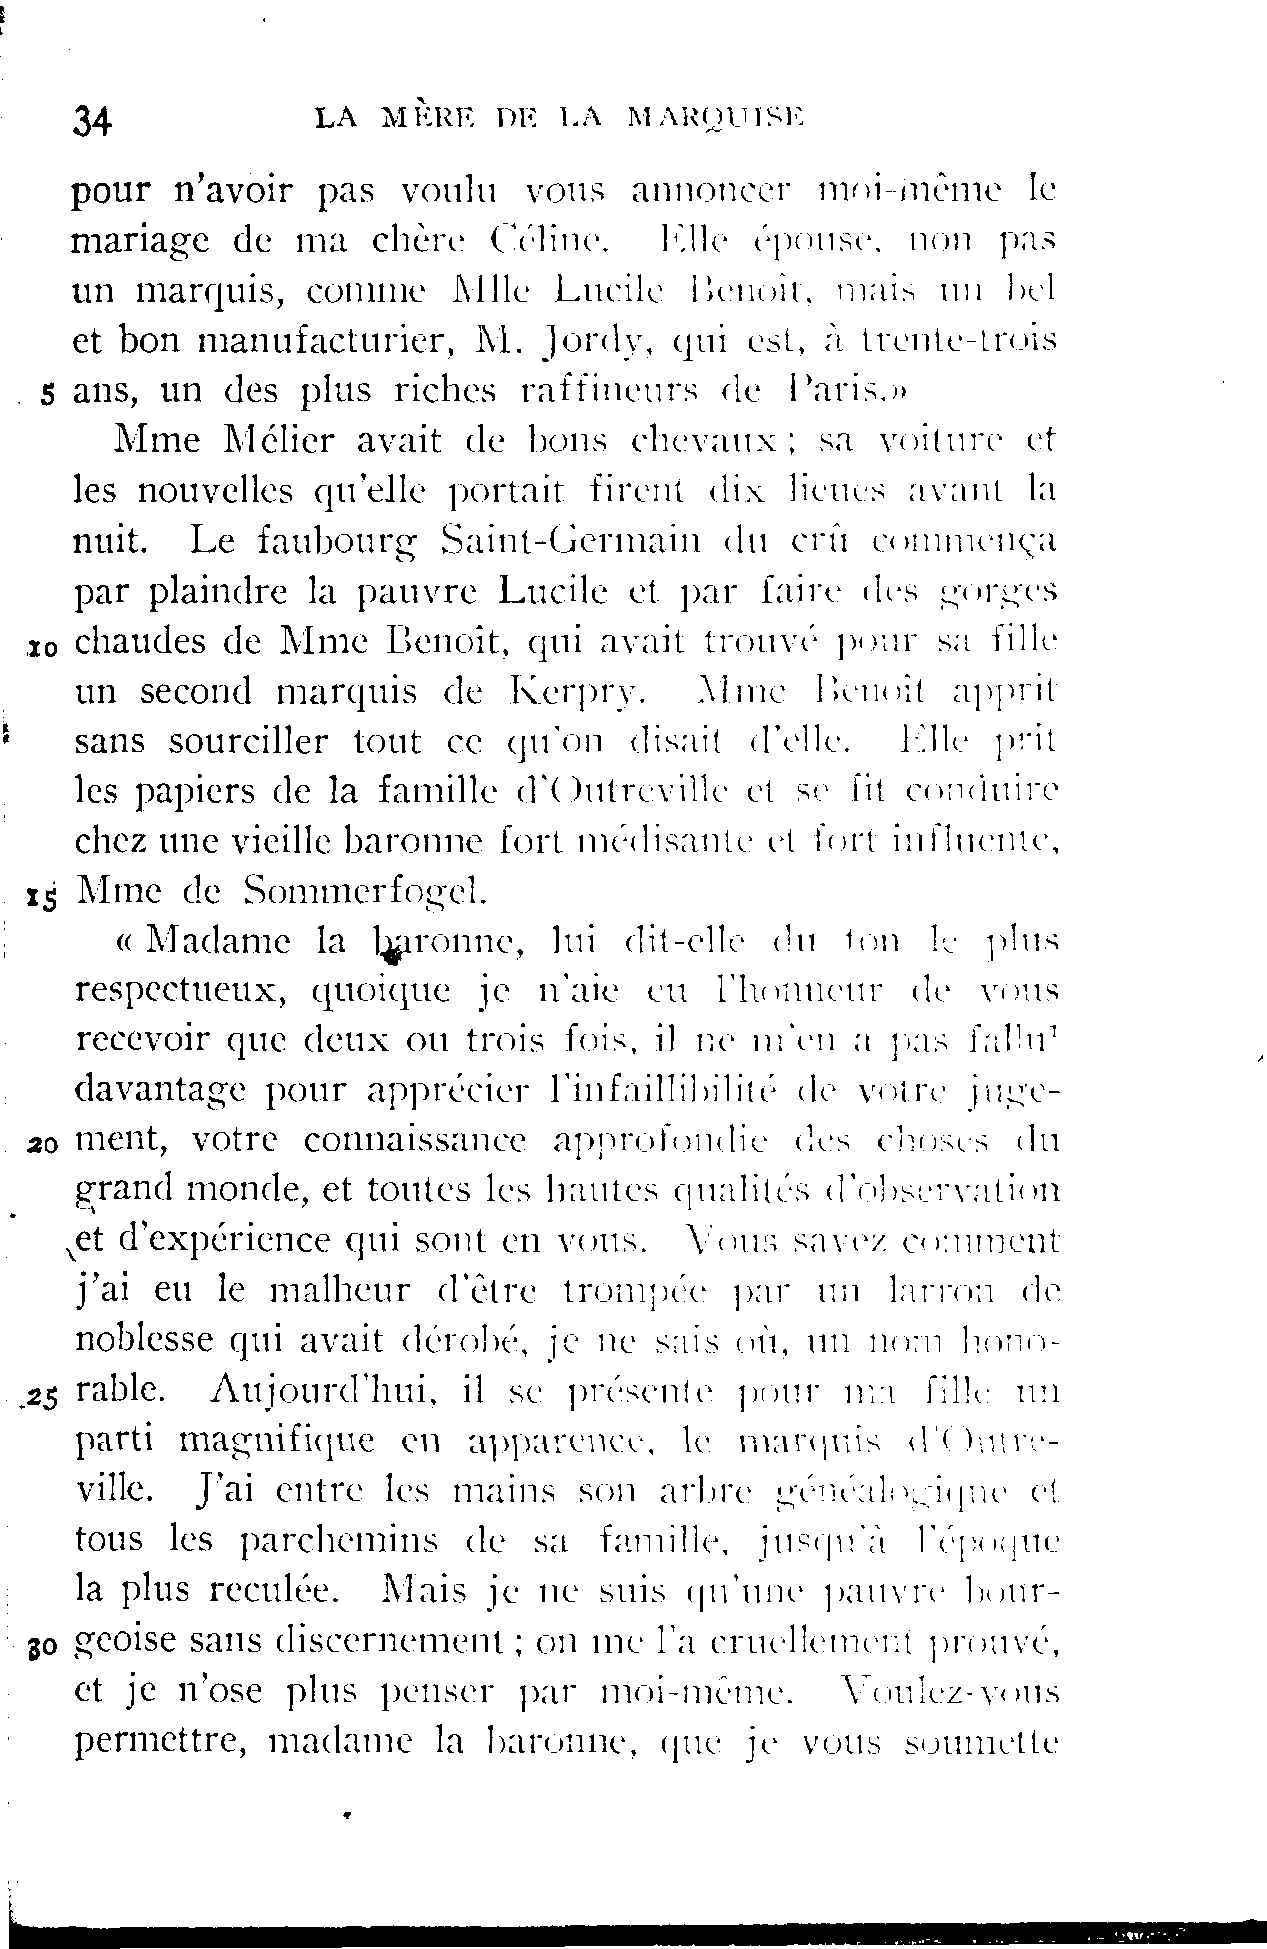 34 LA MÈRE DE LA MARQUISE
pour n'avoir pas voulu vous annoncer moi-même le
mariage de ma chère Céline. Elle épouse, non pas
un marquis, comme Mlle Lucile Benoît, mais un bel
et bon manufacturier, M. Jordy, qui est, à trente-trois
5 ans, un des plus riches raffineurs de Paris.»
Mme Mélier avait de bons chevaux; sa voiture et
les nouvelles qu'elle portait firent dix lieues avant la
nuit. Le faubourg Saint-Germain du crû commença
par plaindre la pauvre Lucile et par faire des gorges
10 chaudes de Mme Benoît, qui avait trouvé pour sa fille
un second marquis de Kerpry. Mme Benoît apprit
sans sourciller tout ce qu'on disait d'elle. Elle prit
les papiers de la famille d'Outreville et se fit conduire
chez une vieille baronne fort médisante et fort influente,
15 Mme de Sommerfogel.
« Madame la baronne, lui dit-elle du ton le plus
respectueux, quoique je n'aie eu l'honneur de vous
recevoir que deux ou trois fois, il ne m'en a pas fallu¹
davantage pour apprécier l'infaillibilité de votre juge-
20 ment, votre connaissance approfondie des choses du
grand monde, et toutes les hautes qualités d'observation
et d'expérience qui sont en vous. Vous savez comment
j'ai eu le malheur d'être trompée par un larron de
noblesse qui avait dérobé, je ne sais où, un nom hono-
25 rable. Aujourd'hui, il se présente pour ma fille un
parti magnifique en apparence, le marquis d'Outre-
ville. J'ai entre les mains son arbre généalogique et
tous les parchemins de sa famille, jusqu'à l'époque
la plus reculée. Mais je ne suis qu'une pauvre bour-
30 geoise sans discernement; on me l'a cruellement prouvé,
et je n'ose plus penser par moi-même. Voulez-vous
permettre, madame la baronne, que je vous soumette